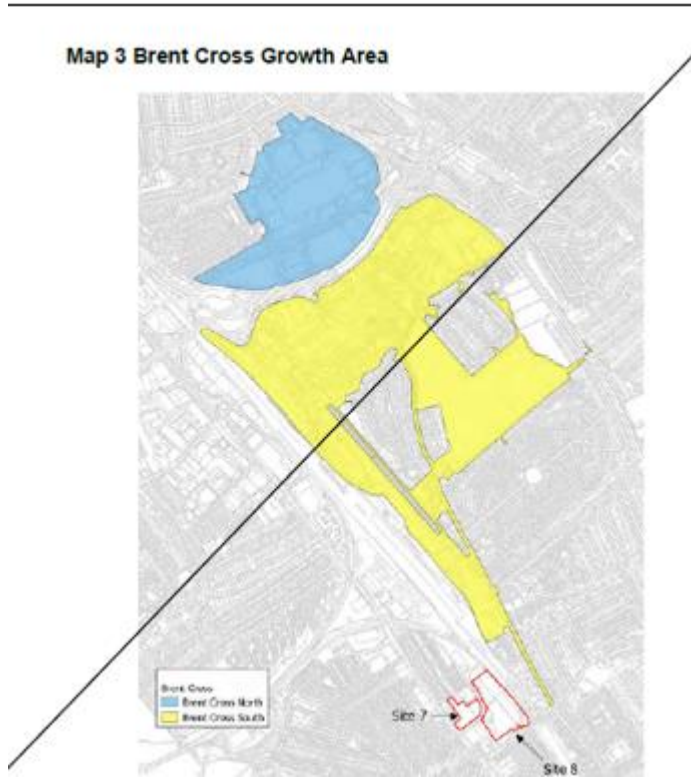 Map 3 Brent Cross Growth Area
Brent Cross
Brent Cross North
Brent Cross South
Site 7
Site 8